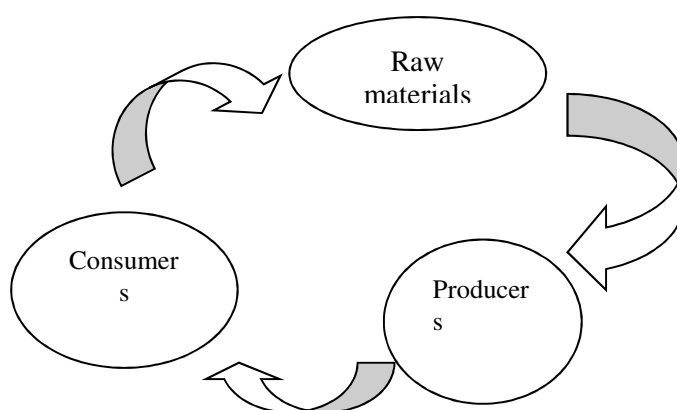 Raw
materials
Producer
s
Consumer
s